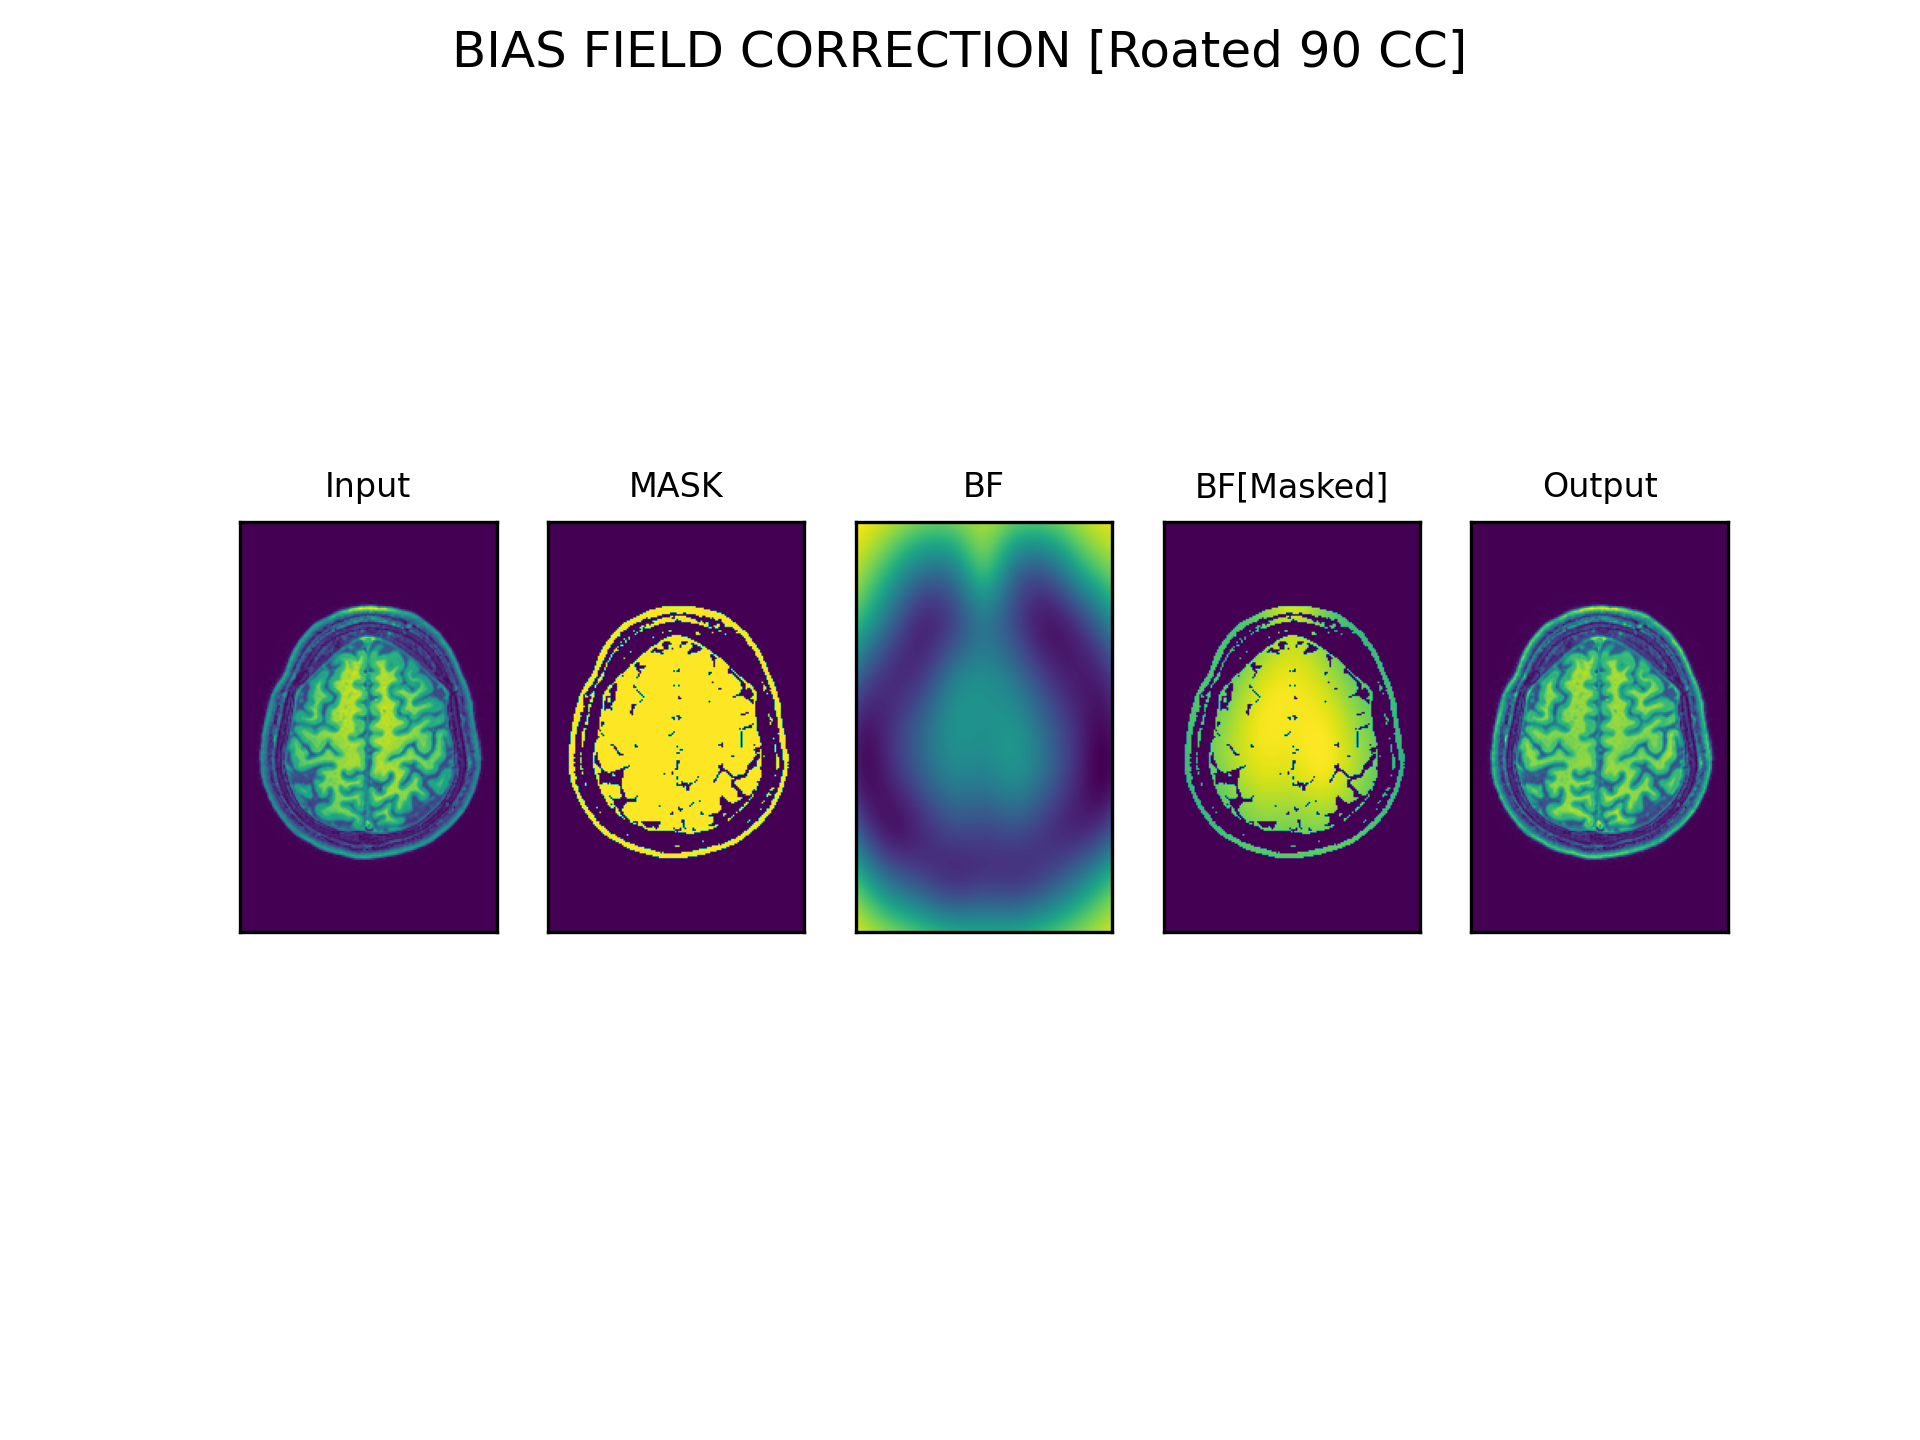 BIAS FIELD CORRECTION [Roated 90 CC]
Input
MASK
BF
BF[Masked]
Output